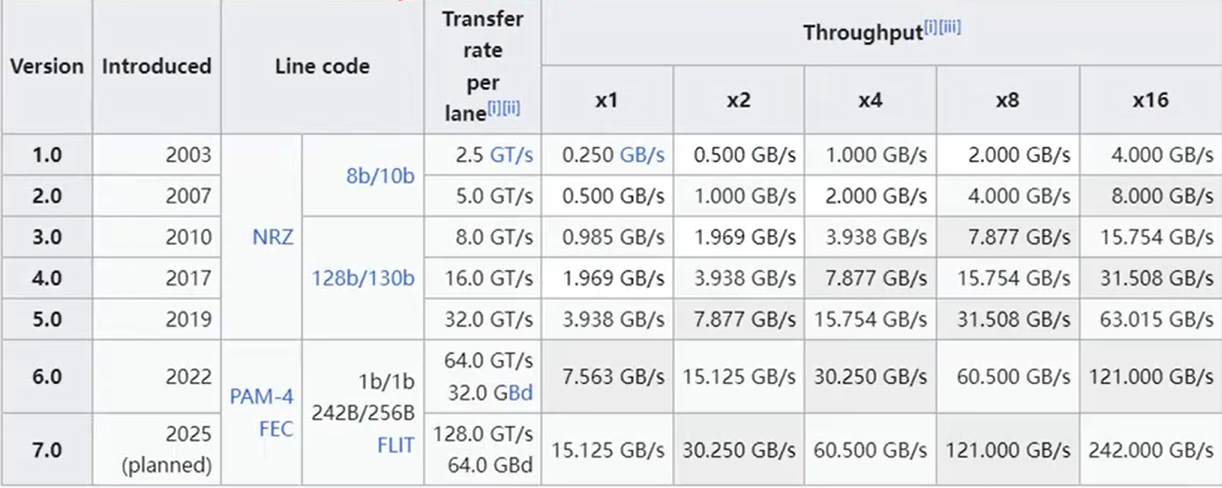 Version Introduced Line code Transfer rate per lane[i][ii] Throughput[i][iii]
x1 x2 x4 x8 x16
1.0 2003 NRZ 8b/10b 2.5 GT/s 0.250 GB/s 0.500 GB/s 1.000 GB/s 2.000 GB/s 4.000 GB/s
2.0 2007 5.0 GT/s 0.500 GB/s 1.000 GB/s 2.000 GB/s 4.000 GB/s 8.000 GB/s
3.0 2010 128b/130b 8.0 GT/s 0.985 GB/s 1.969 GB/s 3.938 GB/s 7.877 GB/s 15.754 GB/s
4.0 2017 16.0 GT/s 1.969 GB/s 3.938 GB/s 7.877 GB/s 15.754 GB/s 31.508 GB/s
5.0 2019 32.0 GT/s 3.938 GB/s 7.877 GB/s 15.754 GB/s 31.508 GB/s 63.015 GB/s
6.0 2022 PAM-4 FEC 1b/1b 242B/256B FLIT 64.0 GT/s 32.0 GBd 7.563 GB/s 15.125 GB/s 30.250 GB/s 60.500 GB/s 121.000 GB/s
7.0 2025 (planned) 128.0 GT/s 64.0 GBd 15.125 GB/s 30.250 GB/s 60.500 GB/s 121.000 GB/s 242.000 GB/s